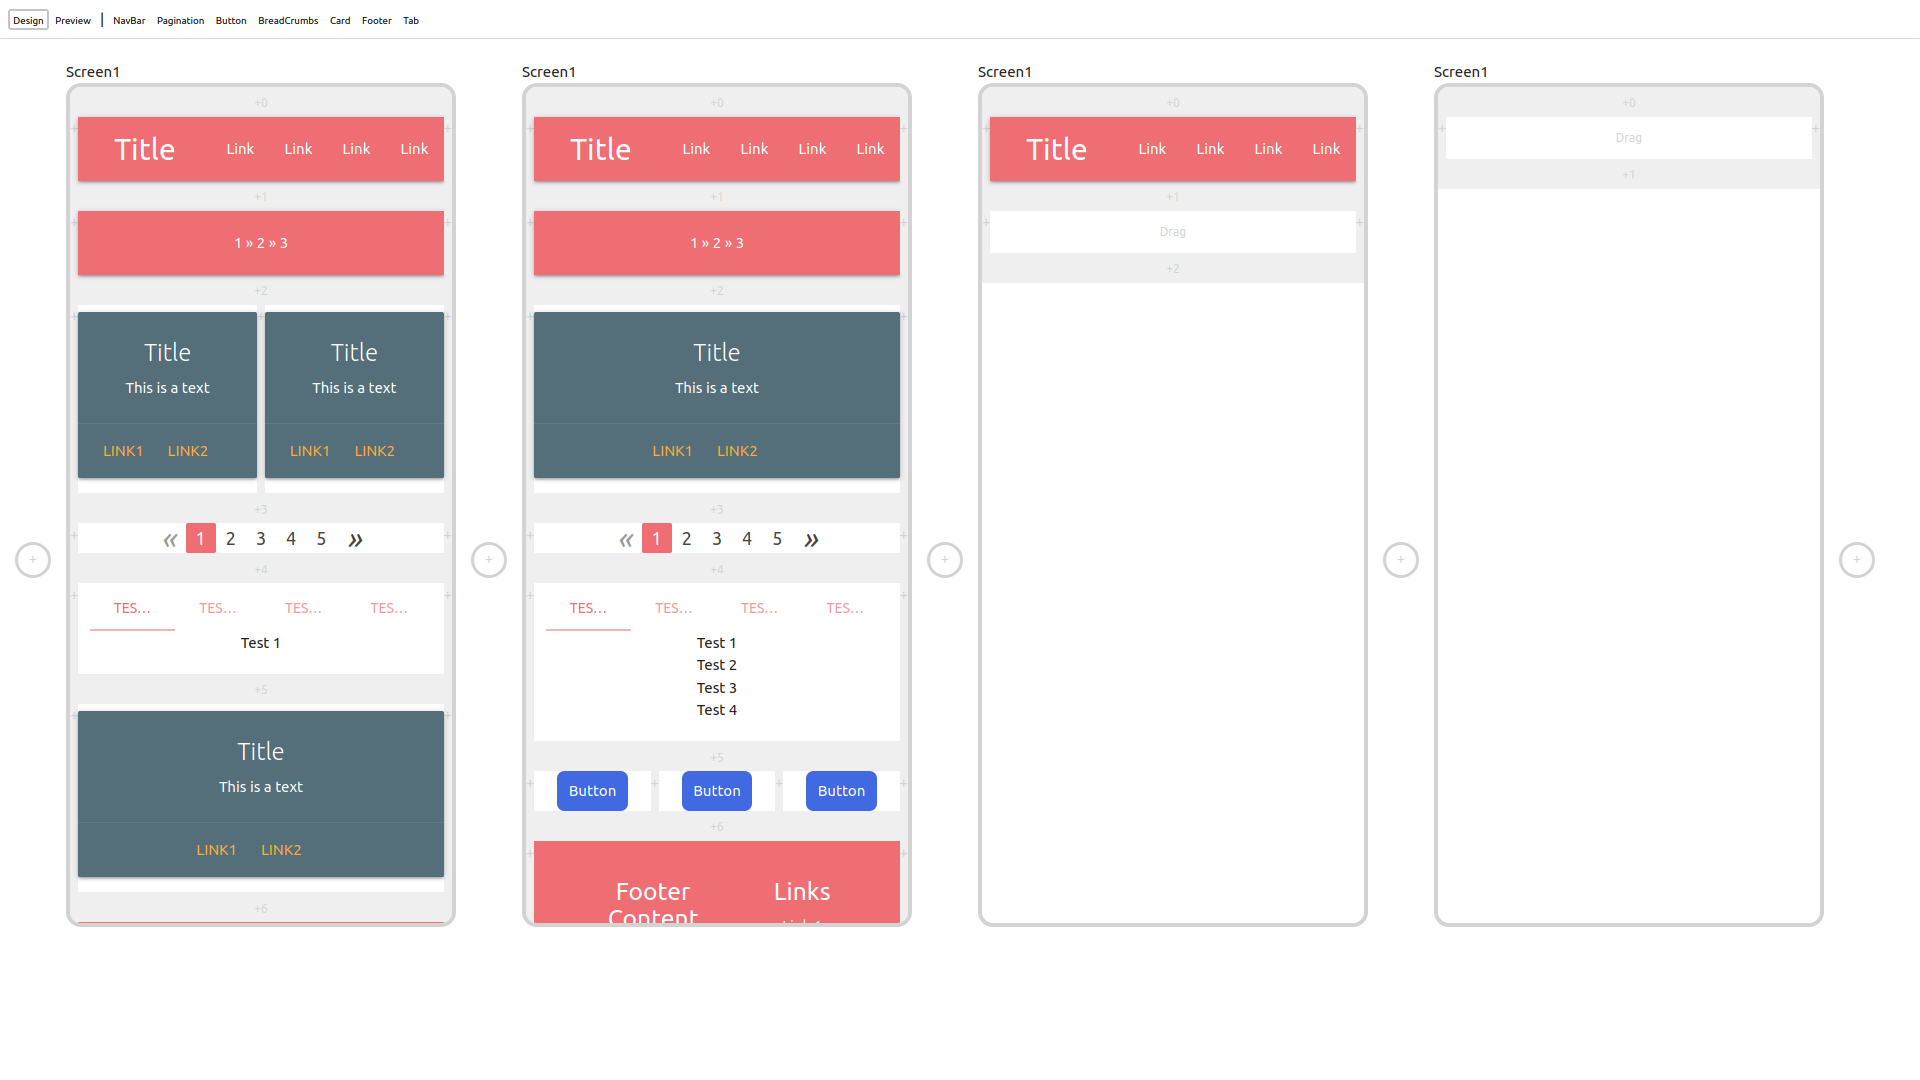 Design Preview | NavBar Pagination Button BreadCrumbs Card Footer Tab
Screen1
+0
Title Link Link Link Link
+1
1 » 2 » 3
+2
Title Title
This is a text This is a text
LINK1 LINK2 LINK1 LINK2
+3
« 1 2 3 4 5 »
+4
TES... TES... TES... TES...
Test 1
+5
Title
This is a text
LINK1 LINK2
+6
Screen1
+0
Title Link Link Link Link
+1
1 » 2 » 3
+2
Title
This is a text
LINK1 LINK2
+3
« 1 2 3 4 5 »
+4
TES... TES... TES... TES...
Test 1
Test 2
Test 3
Test 4
+5
Button Button Button
+6
Footer Links
Content
Screen1
+0
Title Link Link Link Link
+1
Drag
+2
Screen1
+0
Drag
+1